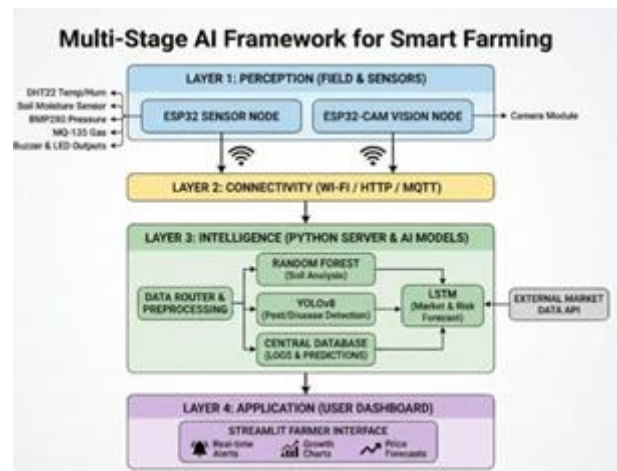 Multi-Stage AI Framework for Smart Farming
LAYER 1: PERCEPTION (FIELD & SENSORS)
DHT22 Temp/Hum
Soil Moisture Sensor
BMP280 Pressure
MQ-135 Gas
Buzzer & LED Outputs
ESP32 SENSOR NODE
ESP32-CAM VISION NODE
Camera Module
LAYER 2: CONNECTIVITY (WI-FI / HTTP / MQTT)
LAYER 3: INTELLIGENCE (PYTHON SERVER & AI MODELS)
DATA ROUTER &
PREPROCESSING
RANDOM FOREST
(Soil Analysis)
YOLOv8
(Pest/Disease Detection)
CENTRAL DATABASE
(LOGS & PREDICTIONS)
LSTM
(Market & Risk
Forecast)
EXTERNAL MARKET
DATA API
LAYER 4: APPLICATION (USER DASHBOARD)
STREAMLIT FARMER INTERFACE
Real-time
Alerts
Growth
Charts
Price
Forecasts